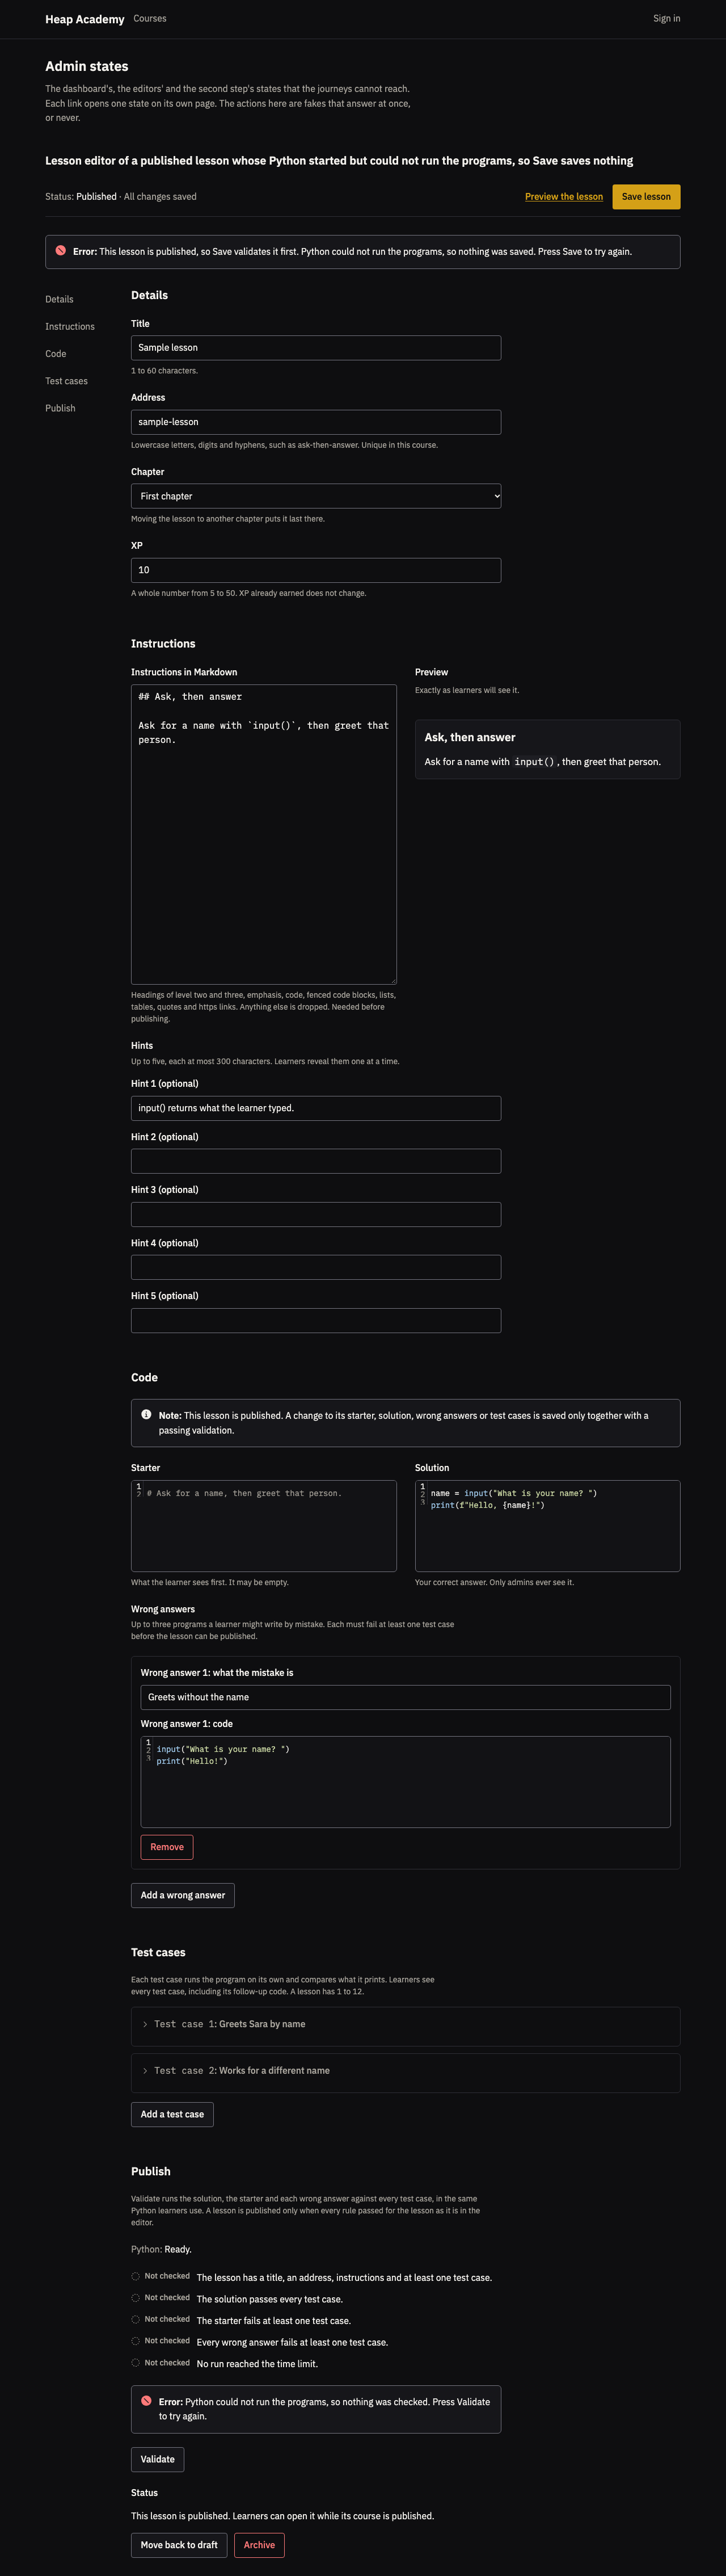 Heap Academy Courses Sign in
Admin states
The dashboard's, the editors' and the second step's states that the journeys cannot reach.
Each link opens one state on its own page. The actions here are fakes that answer at once,
or never.
Lesson editor of a published lesson whose Python started but could not run the programs, so Save saves nothing
Status: Published · All changes saved
Preview the lesson
Save lesson
Error: This lesson is published, so Save validates it first. Python could not run the programs, so nothing was saved. Press Save to try again.
Details
Instructions
Code
Test cases
Publish
Details
Title
Sample lesson
1 to 60 characters.
Address
sample-lesson
Lowercase letters, digits and hyphens, such as ask-then-answer. Unique in this course.
Chapter
First chapter
Moving the lesson to another chapter puts it last there.
XP
10
A whole number from 5 to 50. XP already earned does not change.
Instructions
Instructions in Markdown
## Ask, then answer
Ask for a name with `input()`, then greet that
person.
Headings of level two and three, emphasis, code, fenced code blocks, lists,
tables, quotes and https links. Anything else is dropped. Needed before
publishing.
Preview
Exactly as learners will see it.
Ask, then answer
Ask for a name with input(), then greet that person.
Hints
Up to five, each at most 300 characters. Learners reveal them one at a time.
Hint 1 (optional)
input() returns what the learner typed.
Hint 2 (optional)
Hint 3 (optional)
Hint 4 (optional)
Hint 5 (optional)
Code
Note: This lesson is published. A change to its starter, solution, wrong answers or test cases is saved only together with a
passing validation.
Starter
1
2
# Ask for a name, then greet that person.
What the learner sees first. It may be empty.
Solution
1
2
3
name = input("What is your name? ")
print(f"Hello, {name}!")
Your correct answer. Only admins ever see it.
Wrong answers
Up to three programs a learner might write by mistake. Each must fail at least one test case
before the lesson can be published.
Wrong answer 1: what the mistake is
Greets without the name
Wrong answer 1: code
1
2
3
input("What is your name? ")
print("Hello!")
Remove
Add a wrong answer
Test cases
Each test case runs the program on its own and compares what it prints. Learners see
every test case, including its follow-up code. A lesson has 1 to 12.
Test case 1: Greets Sara by name
Test case 2: Works for a different name
Add a test case
Publish
Validate runs the solution, the starter and each wrong answer against every test case, in the same
Python learners use. A lesson is published only when every rule passed for the lesson as it is in the
editor.
Python: Ready.
Not checked The lesson has a title, an address, instructions and at least one test case.
Not checked The solution passes every test case.
Not checked The starter fails at least one test case.
Not checked Every wrong answer fails at least one test case.
Not checked No run reached the time limit.
Error: Python could not run the programs, so nothing was checked. Press Validate
to try again.
Validate
Status
This lesson is published. Learners can open it while its course is published.
Move back to draft
Archive